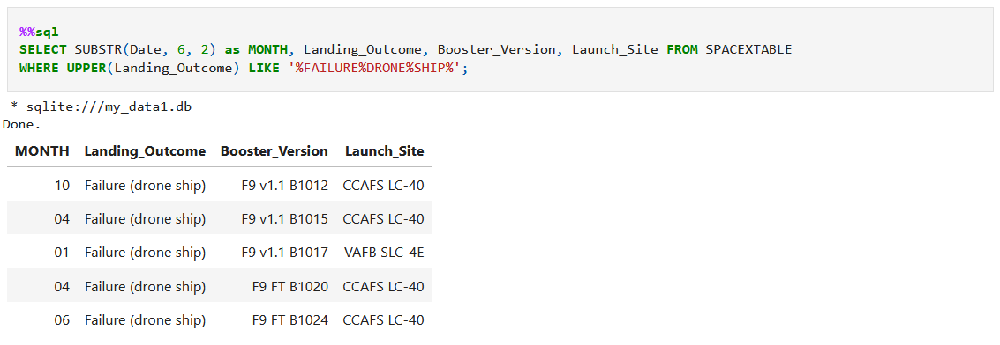 %%sql
SELECT SUBSTR(Date, 6, 2) as MONTH, Landing_Outcome, Booster_Version, Launch_Site FROM SPACEXTABLE
WHERE UPPER(Landing_Outcome) LIKE '%FAILURE%DRONE%SHIP%';
* sqlite:///my_data1.db
Done.
MONTH Landing_Outcome Booster_Version Launch_Site
10 Failure (drone ship) F9 v1.1 B1012 CCAFS LC-40
04 Failure (drone ship) F9 v1.1 B1015 CCAFS LC-40
01 Failure (drone ship) F9 v1.1 B1017 VAFB SLC-4E
04 Failure (drone ship) F9 FT B1020 CCAFS LC-40
06 Failure (drone ship) F9 FT B1024 CCAFS LC-40